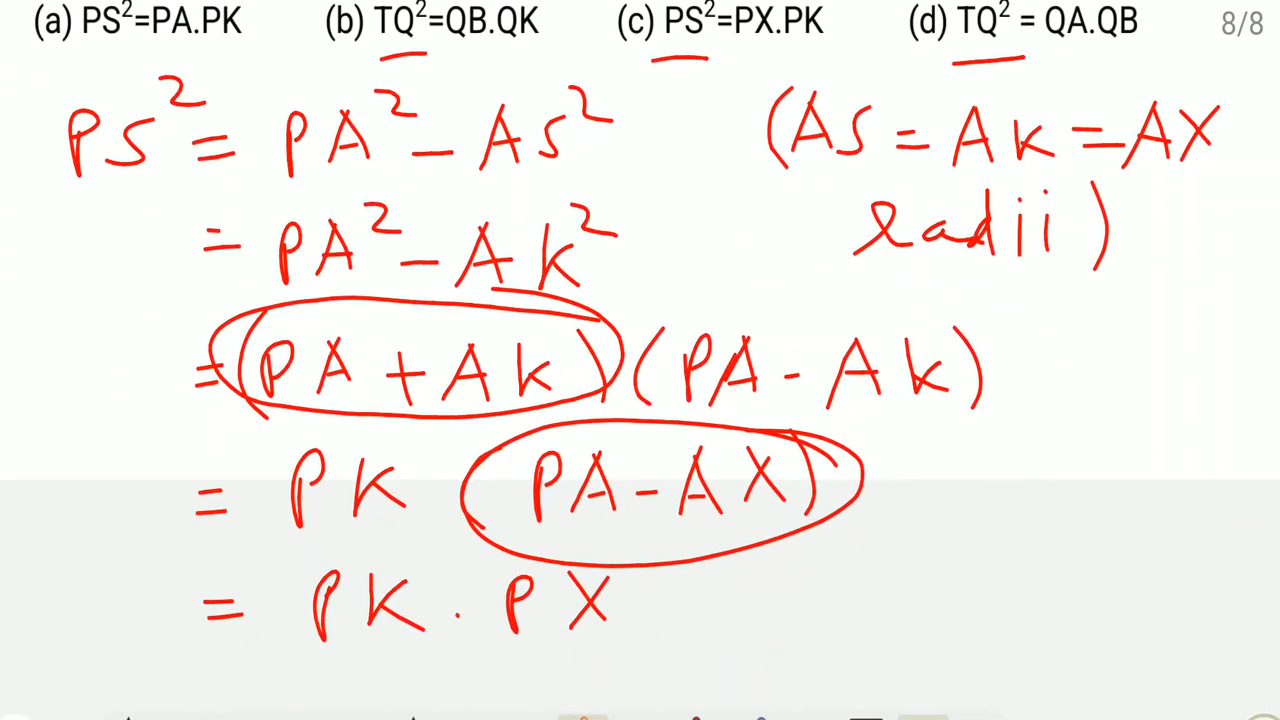 (a) PS²=PA.PK (b) TQ²=QB.QK (c) PS²=PX.PK (d) TQ² = QA.QB 8/8
PS² = PA² - AS² (AS = AK = AX
= PA² - AK² radii)
= (PA + AK) (PA - AK)
= PK (PA - AX)
= PK . PX